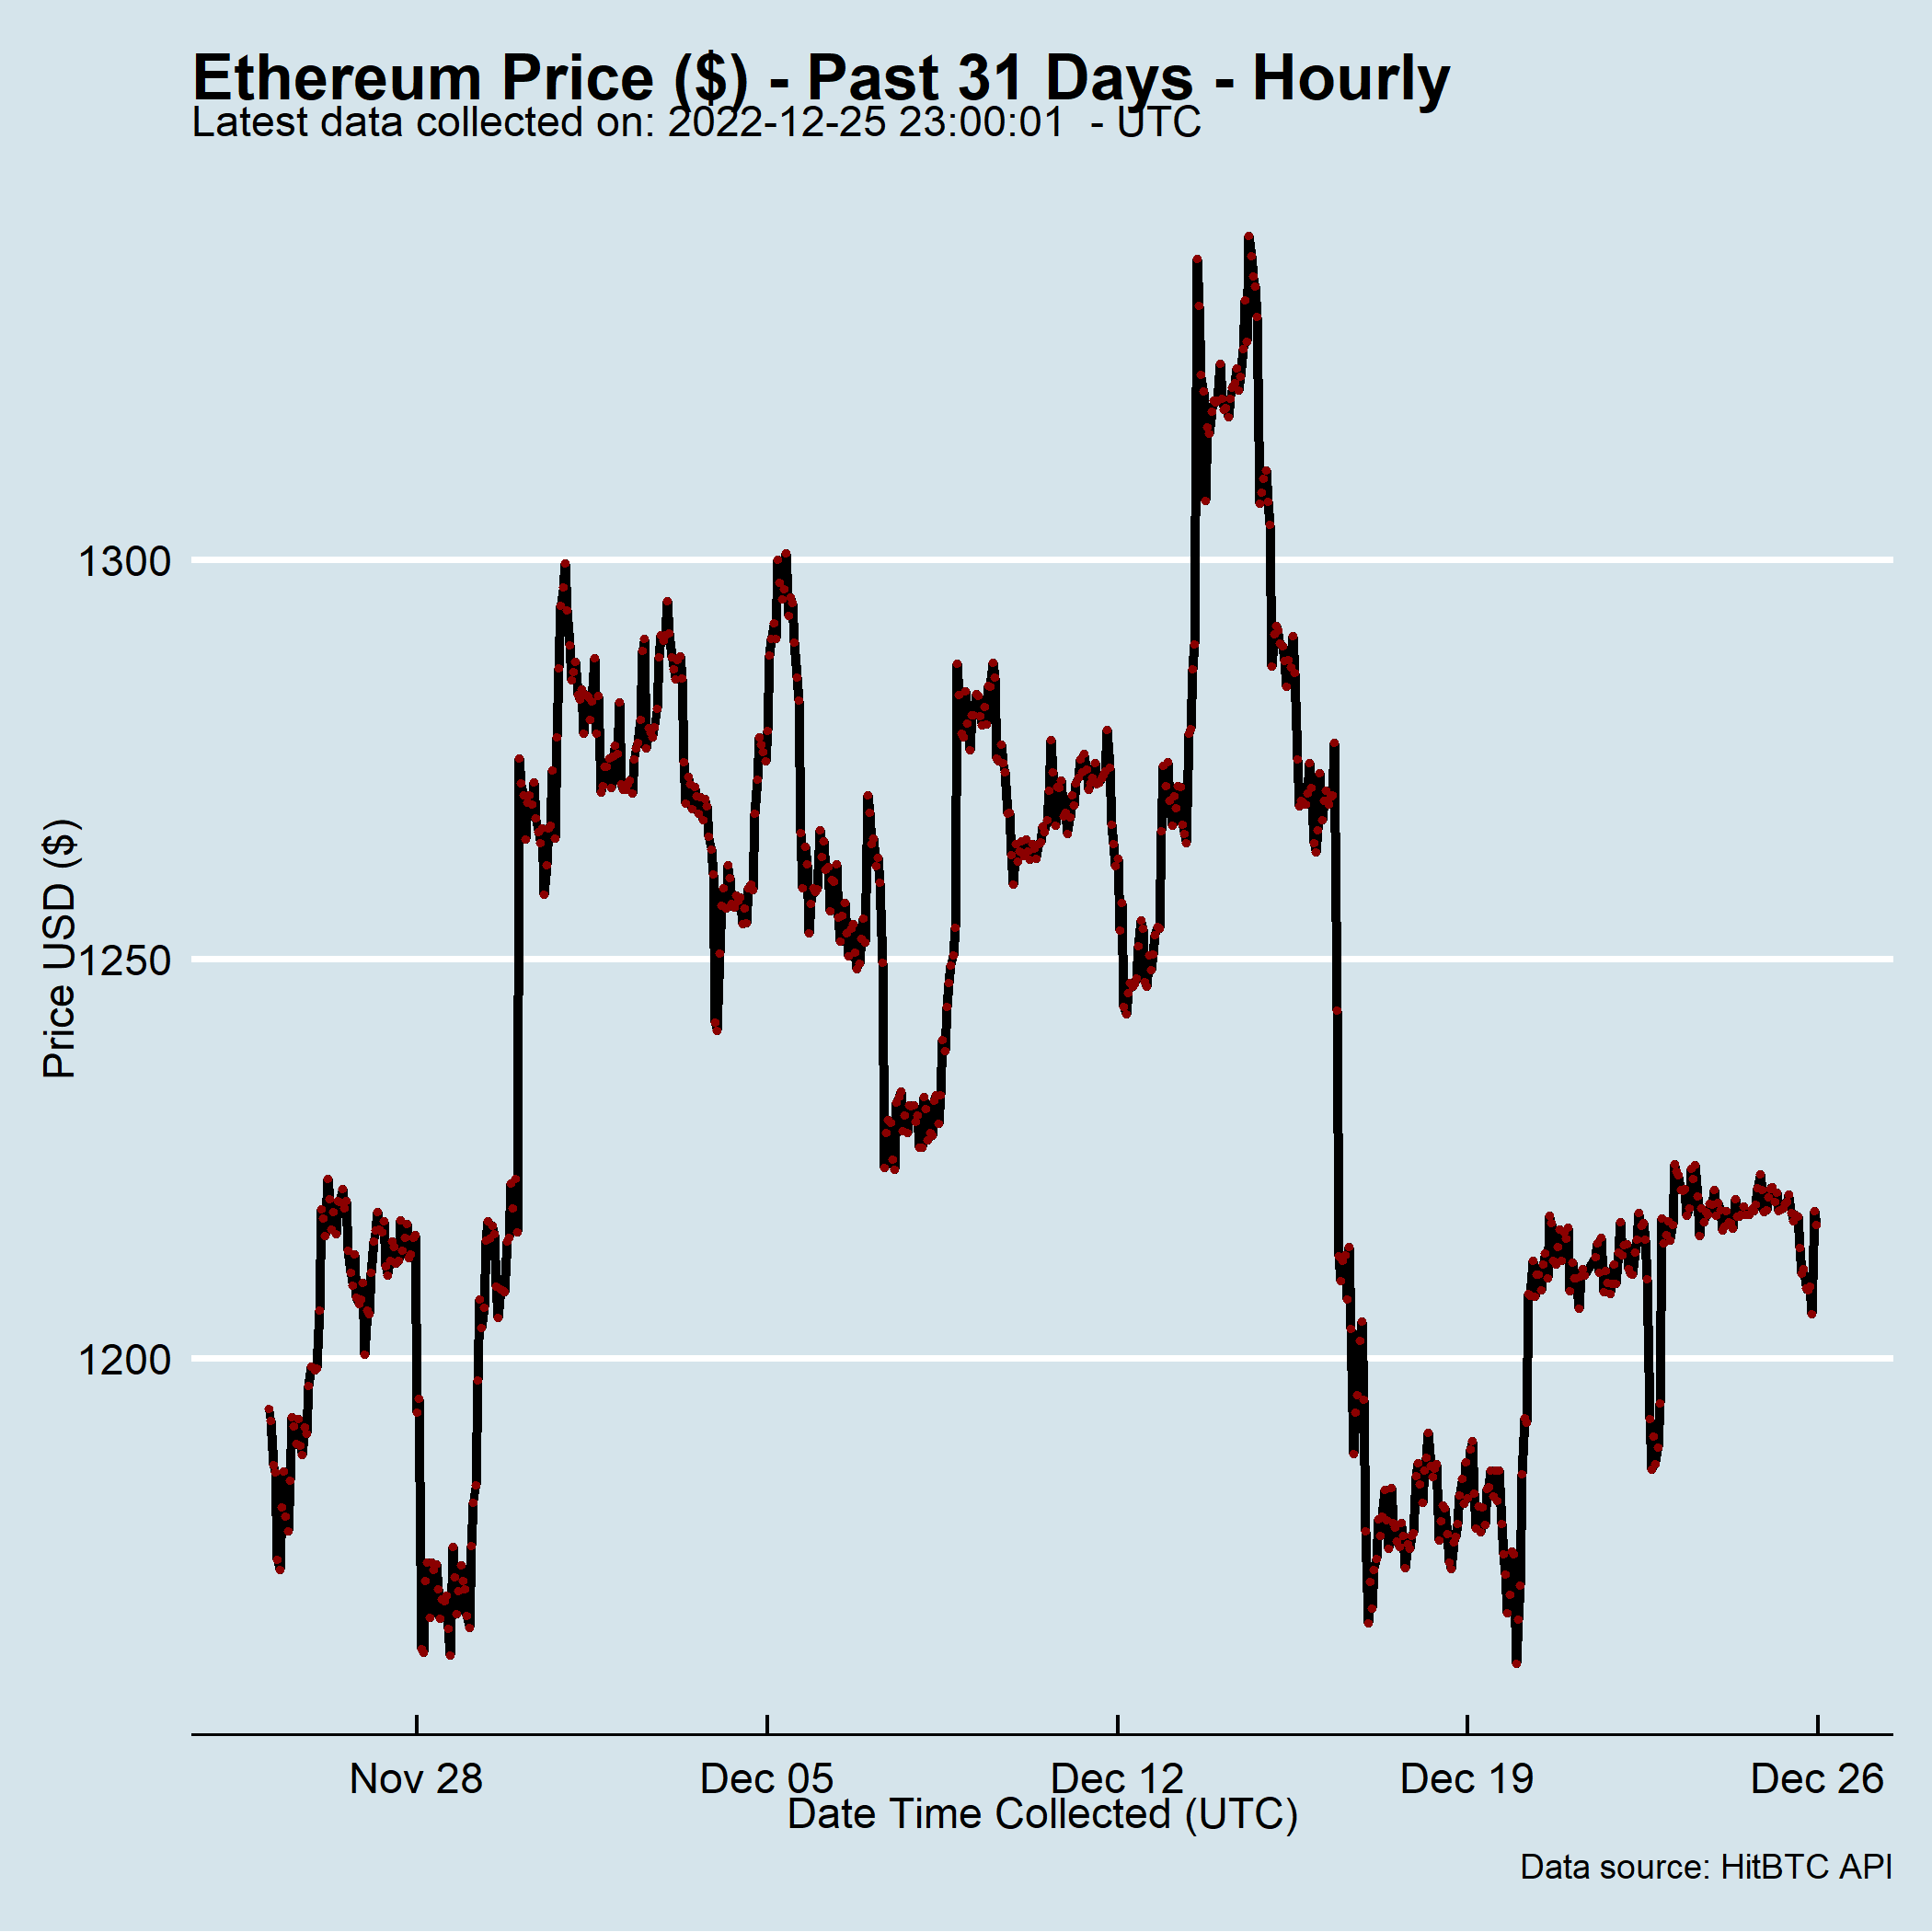 Ethereum Price ($) - Past 31 Days - Hourly
Latest data collected on: 2022-12-25 23:00:01  - UTC
Price USD ($)
1300
1250
1200
Nov 28
Dec 05
Dec 12
Dec 19
Dec 26
Date Time Collected (UTC)
Data source: HitBTC API